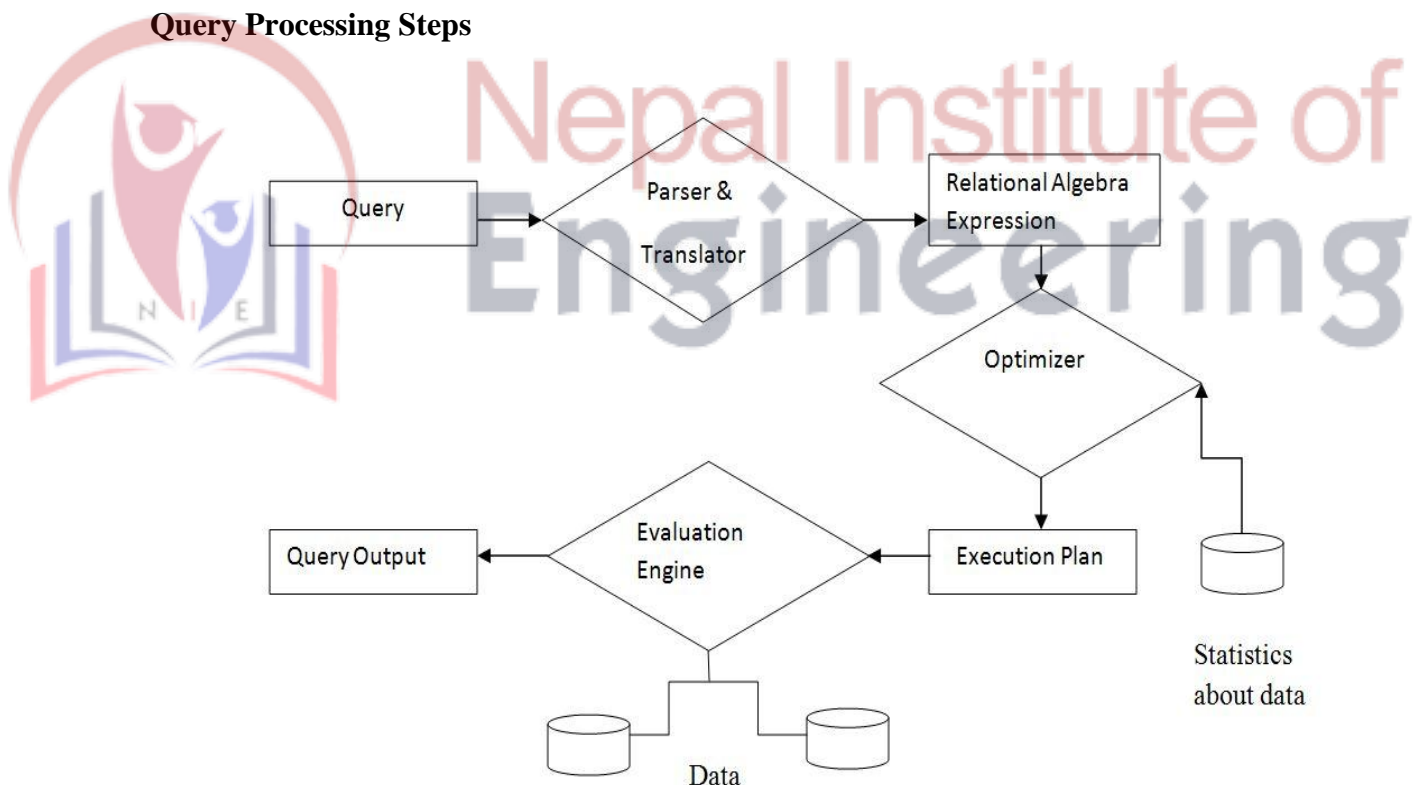 Query Processing Steps
Nepal Institute of
Engineering
N I E
Query
Parser &
Translator
Relational Algebra
Expression
Optimizer
Evaluation
Engine
Query Output
Execution Plan
Statistics
about data
Data